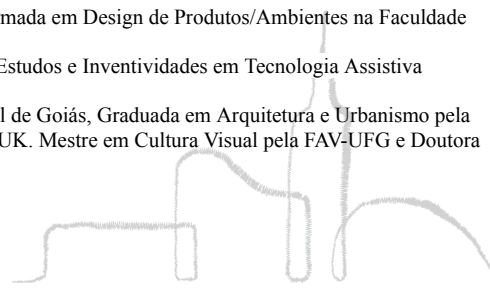 mada em Design de Produtos/Ambientes na Faculdade
Estudos e Inventividades em Tecnologia Assistiva
l de Goiás, Graduada em Arquitetura e Urbanismo pela
UK. Mestre em Cultura Visual pela FAV-UFG e Doutora